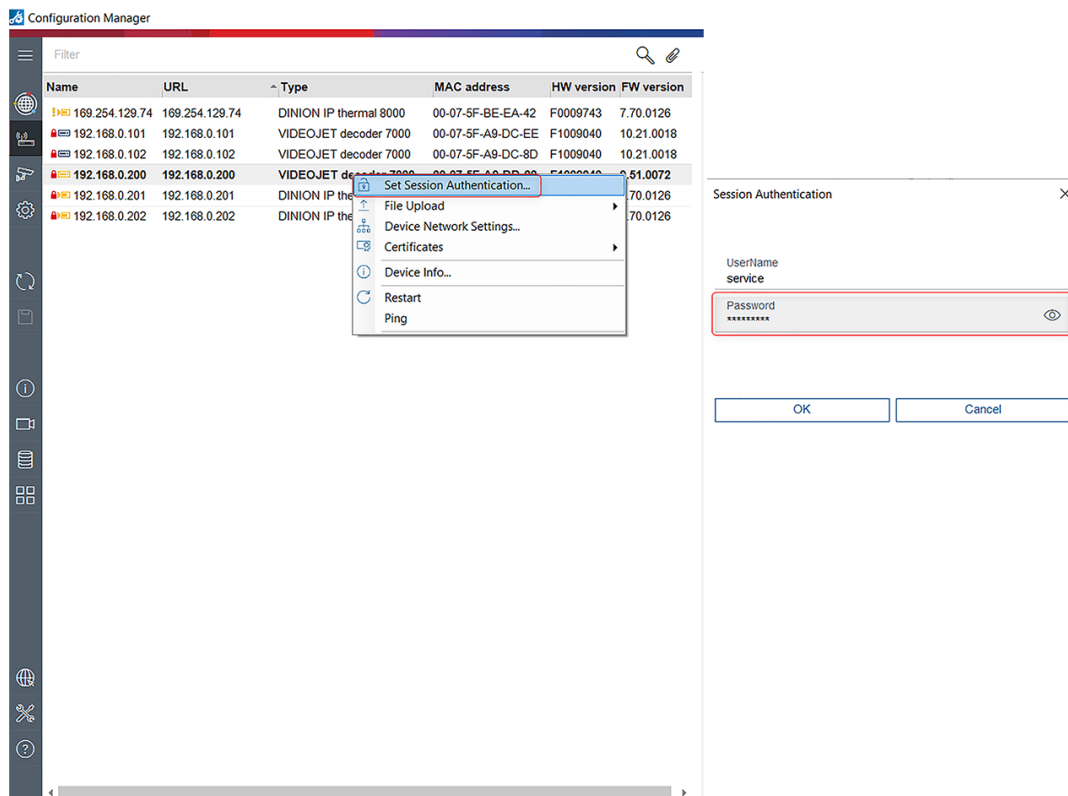 Configuration Manager
Filter
Name URL Type MAC address HW version FW version
169.254.129.74 169.254.129.74 DINION IP thermal 8000 00-07-5F-BE-EA-42 F0009743 7.70.0126
192.168.0.101 192.168.0.101 VIDEOJET decoder 7000 00-07-5F-A9-DC-EE F1009040 10.21.0018
192.168.0.102 192.168.0.102 VIDEOJET decoder 7000 00-07-5F-A9-DC-8D F1009040 10.21.0018
192.168.0.200 192.168.0.200 VIDEOJET decoder 7000 F1009040 .51.0072
192.168.0.201 192.168.0.201 DINION IP the .70.0126
192.168.0.202 192.168.0.202 DINION IP the .70.0126
Set Session Authentication...
File Upload
Device Network Settings...
Certificates
Device Info...
Restart
Ping
Session Authentication
UserName
service
Password
*********
OK Cancel